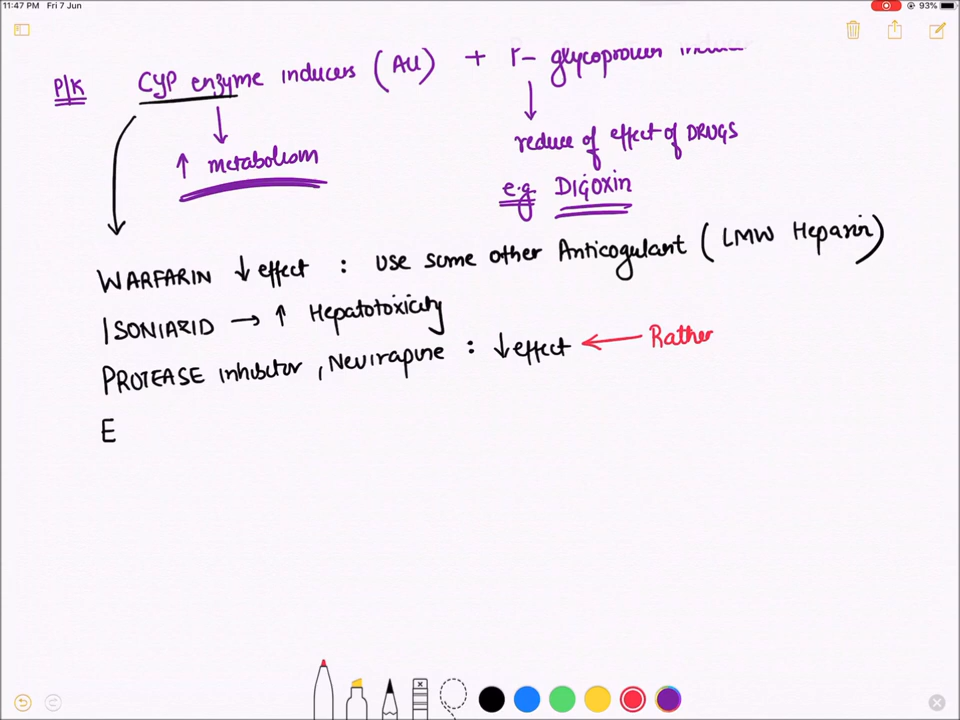 11:47 PM Fri 7 Jun 93%
P/K CYP enzyme inducers (All) + P- glycoprotein
↓ ↓
↑ metabolism reduce of effect of DRUGS
e.g DIGOXIN
WARFARIN ↓ effect : use some other Anticogulant (LMW Heparin)
ISONIAZID → ↑ Hepatotoxicity
PROTEASE inhibitor, Nevirapine : ↓ effect ← Rather
E